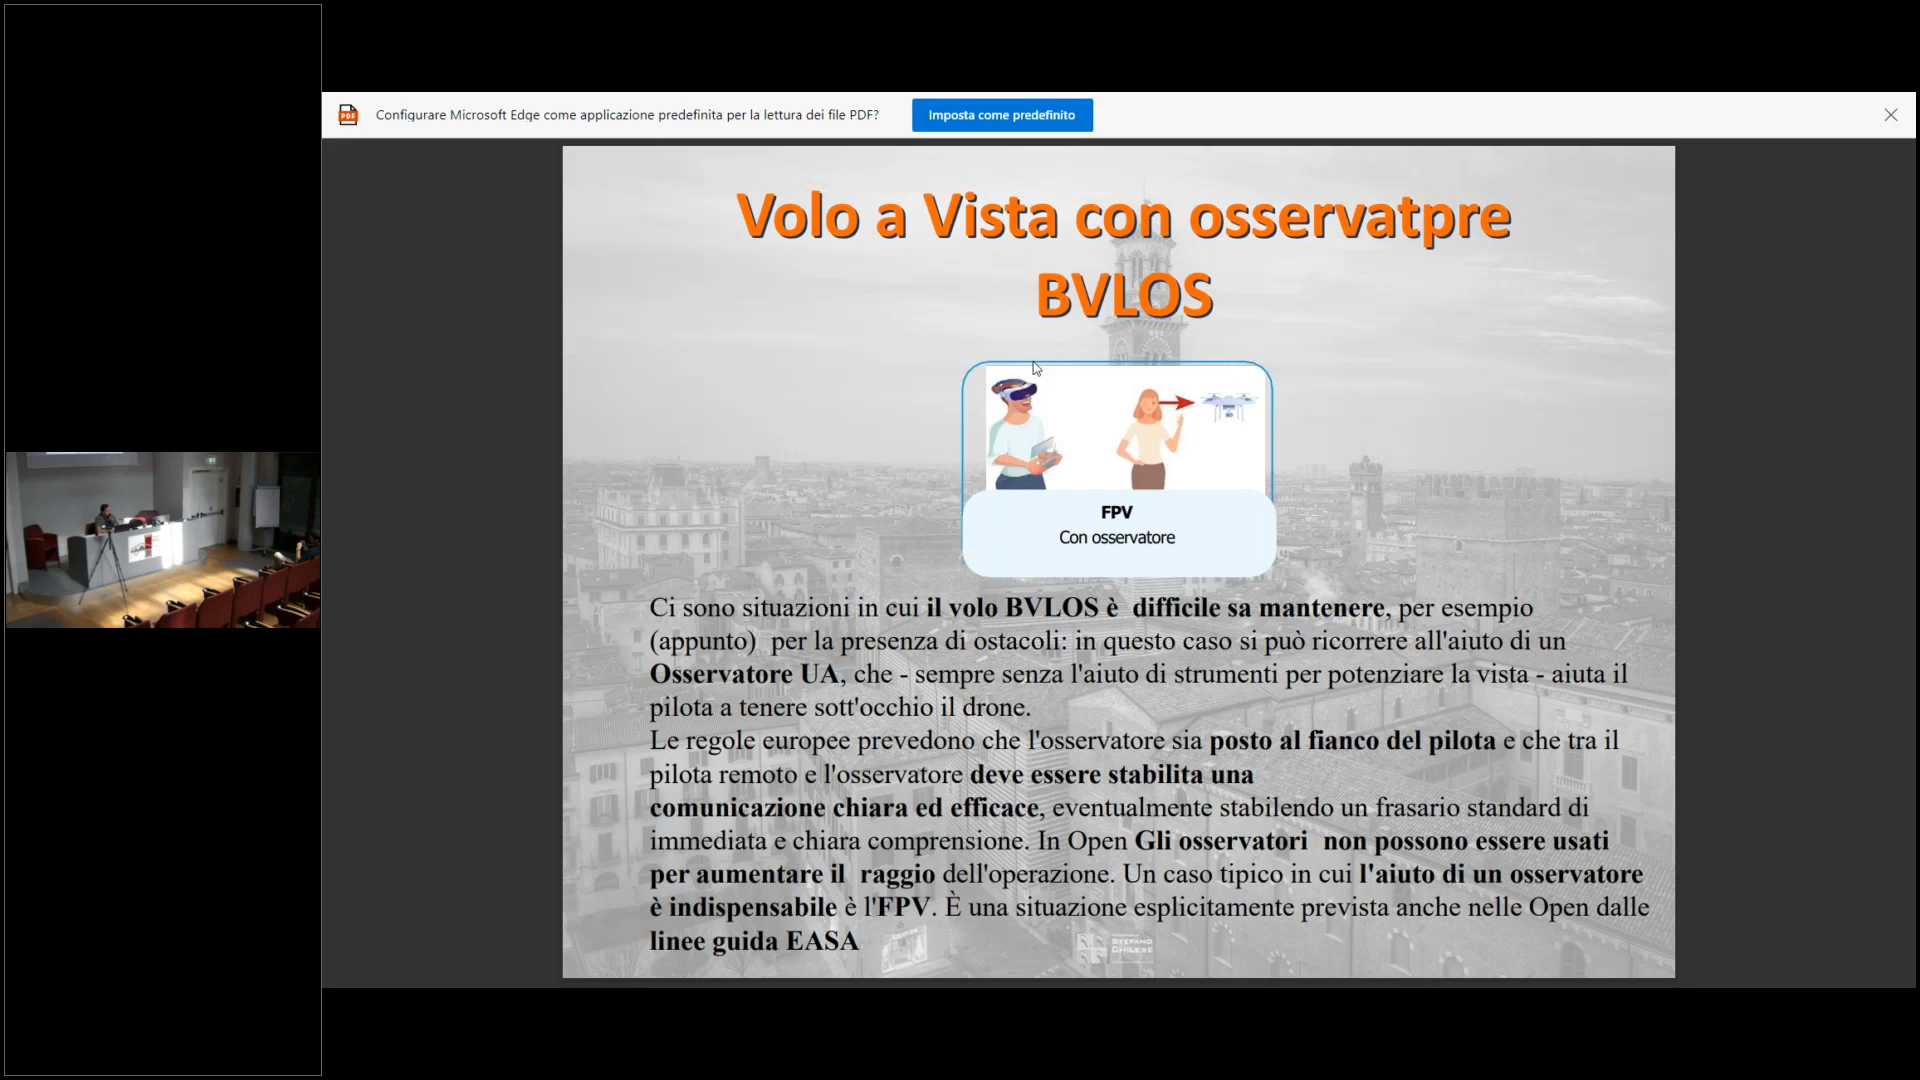 Configurare Microsoft Edge come applicazione predefinita per la lettura dei file PDF?
Imposta come predefinito
Volo a Vista con osservatpre
BVLOS
FPV
Con osservatore
Ci sono situazioni in cui il volo BVLOS è  difficile sa mantenere, per esempio
(appunto)  per la presenza di ostacoli: in questo caso si può ricorrere all'aiuto di un
Osservatore UA, che - sempre senza l'aiuto di strumenti per potenziare la vista - aiuta il
pilota a tenere sott'occhio il drone.
Le regole europee prevedono che l'osservatore sia posto al fianco del pilota e che tra il
pilota remoto e l'osservatore deve essere stabilita una
comunicazione chiara ed efficace, eventualmente stabilendo un frasario standard di
immediata e chiara comprensione. In Open Gli osservatori  non possono essere usati
per aumentare il  raggio dell'operazione. Un caso tipico in cui l'aiuto di un osservatore
è indispensabile è l'FPV. È una situazione esplicitamente prevista anche nelle Open dalle
linee guida EASA
STEFANO
CHILESE